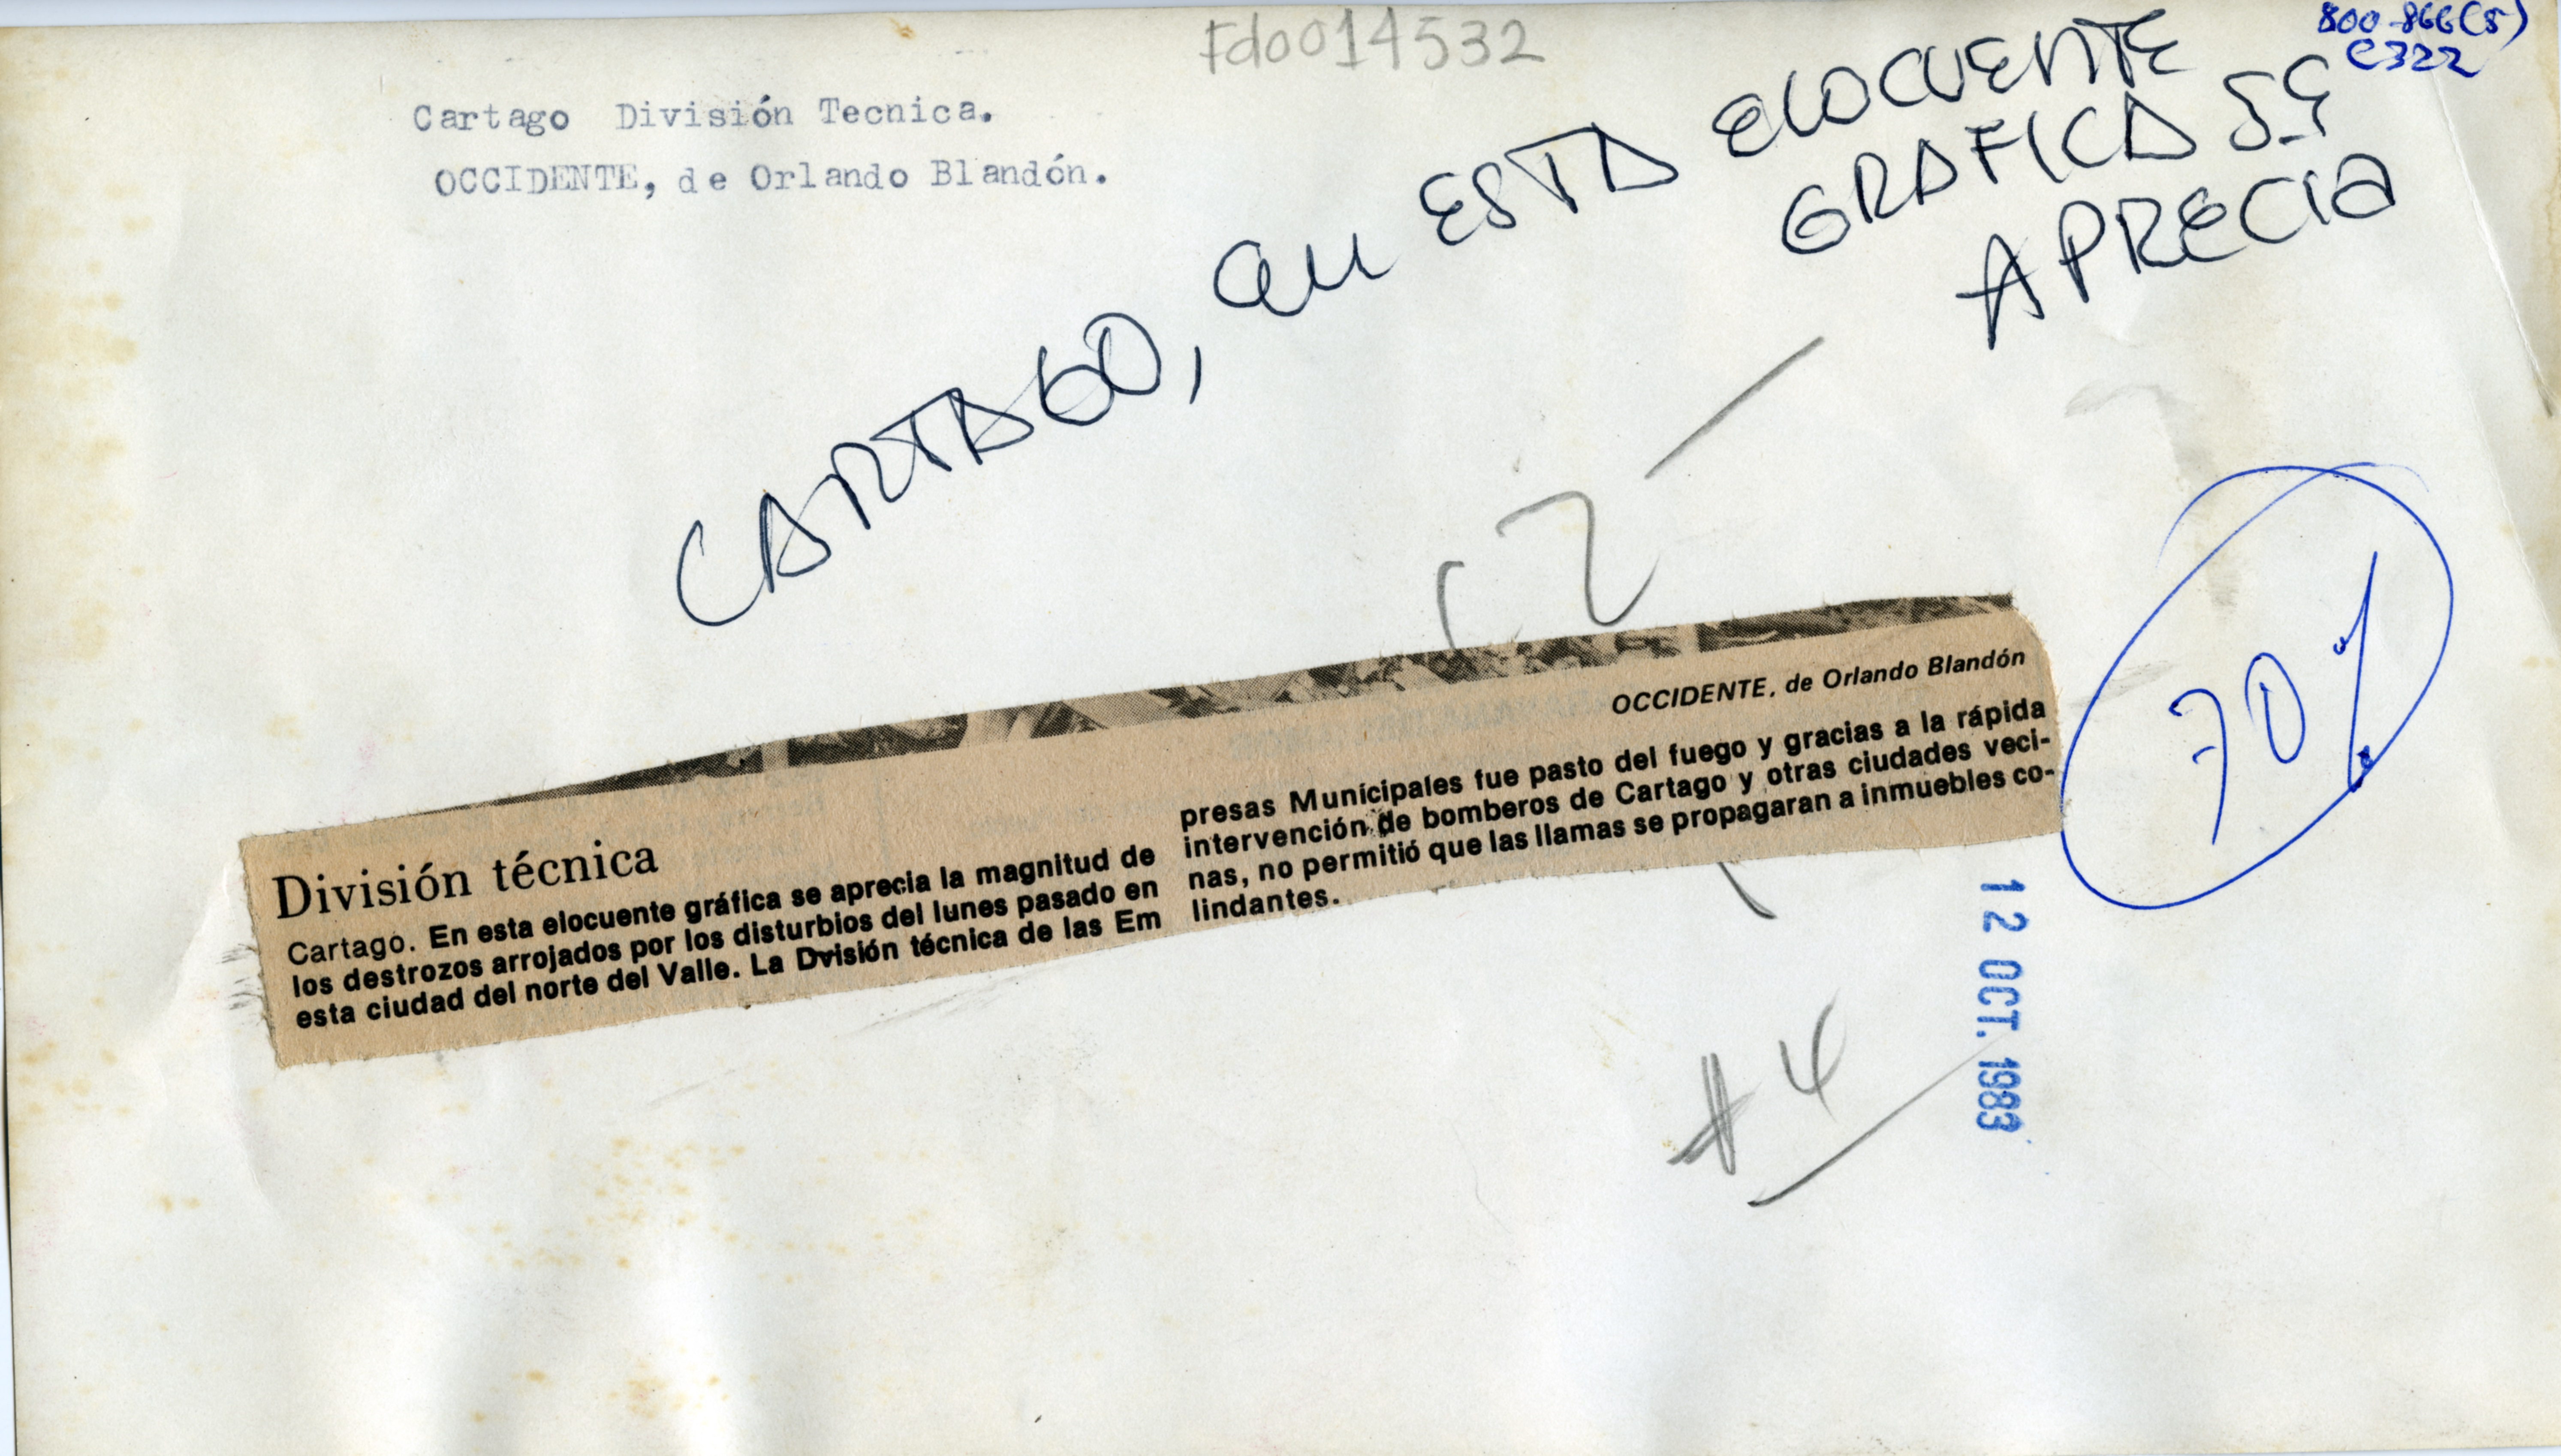 Fdo014532
800-866(5)
C322
Cartago División Tecnica.
OCCIDENTE, de Orlando Blandón.
CARTAGO, en ESTA elOCUENTE
GRAFICA SE
APRECIA
70%
OCCIDENTE, de Orlando Blandón
División técnica
Cartago. En esta elocuente gráfica se aprecia la magnitud de
los destrozos arrojados por los disturbios del lunes pasado en
esta ciudad del norte del Valle. La Dvisión técnica de las Em
presas Municipales fue pasto del fuego y gracias a la rápida
intervención de bomberos de Cartago y otras ciudades veci-
nas, no permitió que las llamas se propagaran a inmuebles co-
lindantes.
12 OCT. 1983
#4